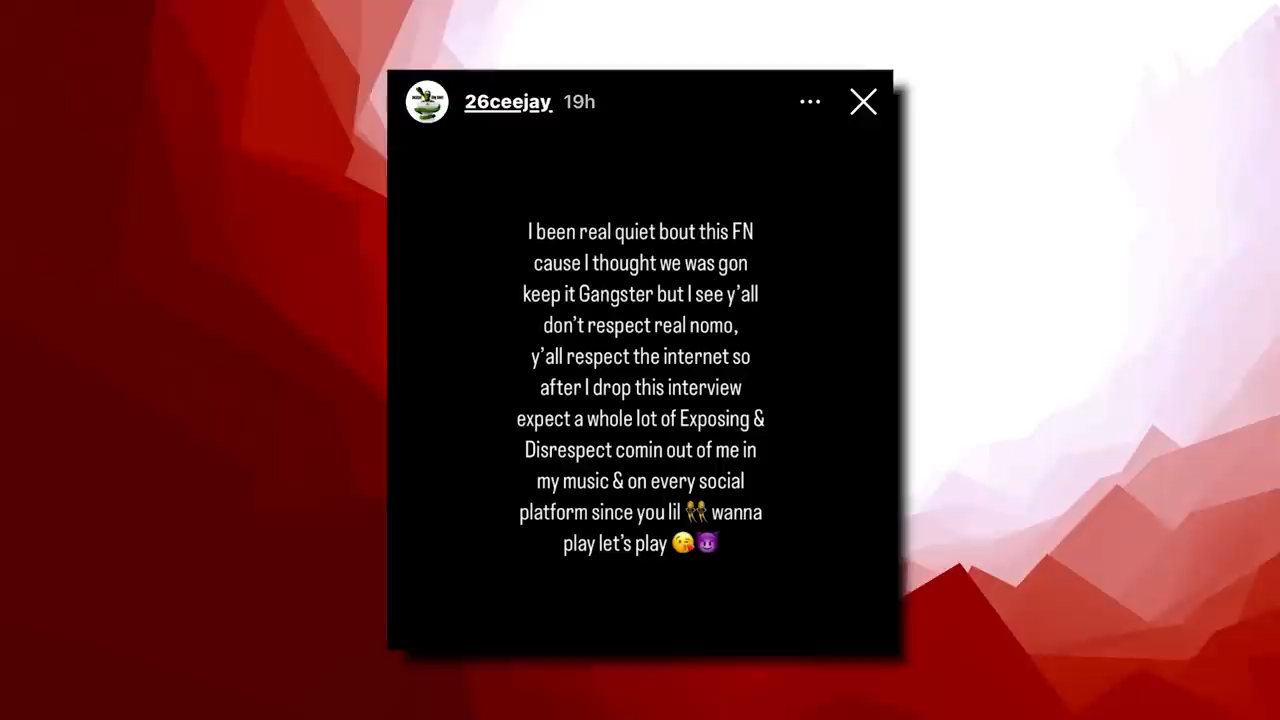 26ceejay 19h
I been real quiet bout this FN
cause I thought we was gon
keep it Gangster but I see y'all
don't respect real nomo,
y'all respect the internet so
after I drop this interview
expect a whole lot of Exposing &
Disrespect comin out of me in
my music & on every social
platform since you lil 👯 wanna
play let's play 😘😈